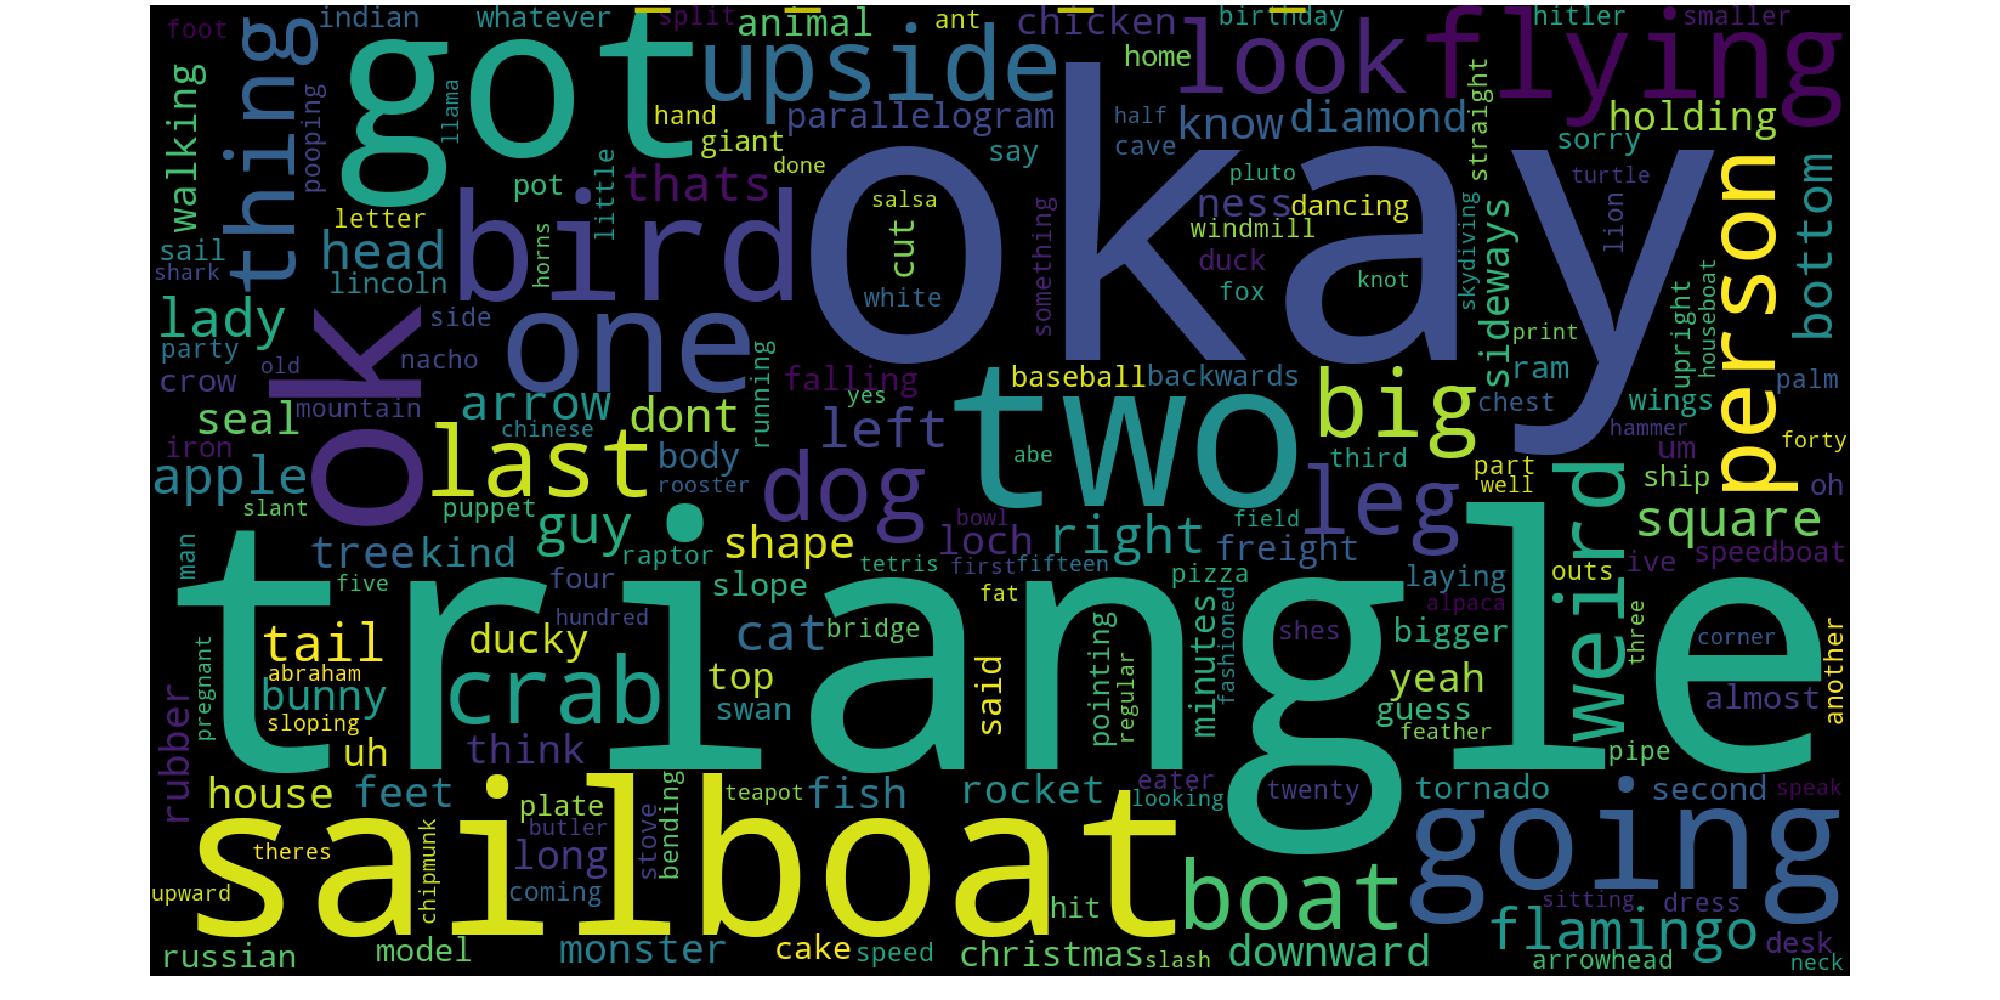 foot
indian
whatever
split
animal
ant
chicken
birthday
hitler
smaller
thing
got
upside
home
look
flying
walking
pooping
llama
hand
giant
parallelogram
half
know
diamond
straight
holding
done
say
cave
sorry
pot
little
thats
okay
pluto
turtle
person
bottom
letter
bird
salsa
something
ness
dancing
lion
sail
head
horns
cut
windmill
sideways
shark
lincoln
white
duck
fox
knot
skydiving
upright
houseboat
lady
ok
side
one
print
party
old
nacho
running
falling
baseball
backwards
big
ram
palm
crow
mountain
arrow
yes
two
chest
wings
seal
dont
left
hammer
iron
chinese
last
body
dog
abe
third
leg
part
weird
um
forty
apple
rooster
well
ship
oh
slant
puppet
guy
bowl
loch
right
field
square
man
tree
kind
raptor
shape
tetris
first
fifteen
freight
ive
speedboat
triangle
five
four
slope
fat
pizza
laying
outs
hundred
alpaca
three
pregnant
tail
ducky
cat
bridge
pointing
minutes
fashioned
shes
bigger
corner
another
abraham
bunny
crab
top
said
regular
yeah
almost
rubber
sloping
swan
guess
uh
think
feather
pipe
house
feet
plate
bending
teapot
fish
rocket
eater
looking
twenty
tornado
second
speak
sailboat
theres
chipmunk
butler
stove
long
going
upward
coming
boat
hit
sitting
dress
flamingo
russian
model
monster
cake
speed
christmas
slash
downward
arrowhead
desk
neck